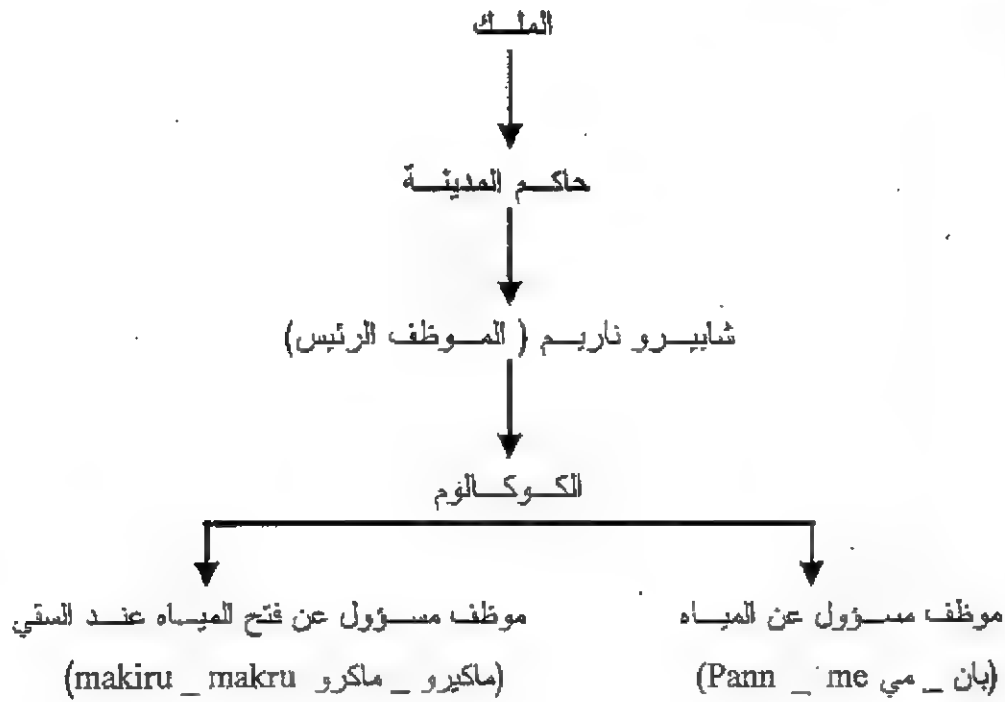 الملك
حاكم المدينة
شابيرو ناريم ( الموظف الرئيس)
الكوكالوم
موظف مسؤول عن المياه
(بان _ مي Pann _ me)
موظف مسؤول عن فتح المياه عند السقي
(ماكيرو _ ماكرو makiru _ makru)